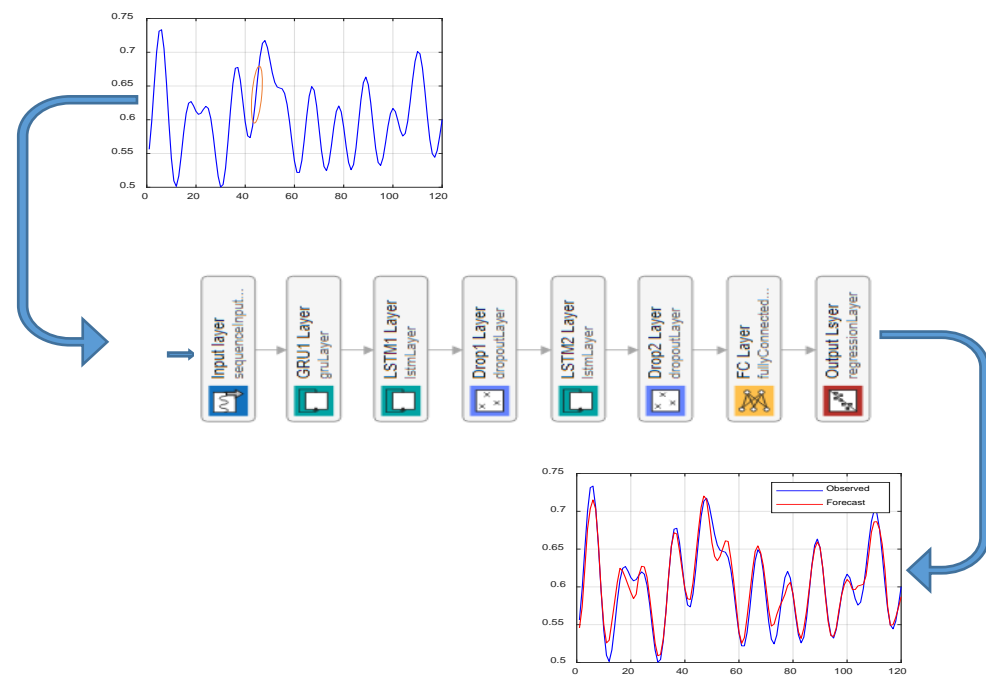 0.75
0.7
0.65
0.6
0.55
0.5
0 20 40 60 80 100 120
Input layer
sequenceInput...
GRU1 Layer
gruLayer
LSTM1 Layer
lstmLayer
Drop1 Layer
dropoutLayer
LSTM2 Layer
lstmLayer
Drop2 Layer
dropoutLayer
FC Layer
fullyConnected...
Output Lsyer
regressionLayer
0.75
0.7
0.65
0.6
0.55
0.5
0 20 40 60 80 100 120
Observed
Forecast